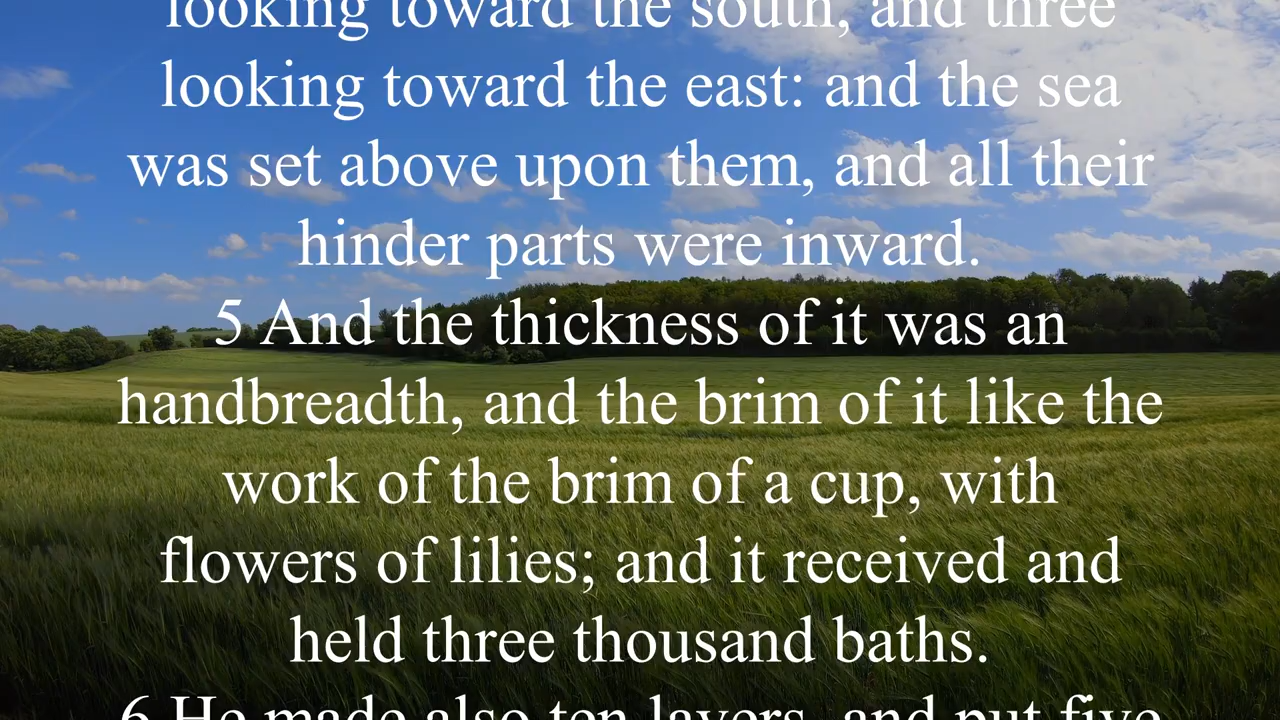 looking toward the south, and three
looking toward the east: and the sea
was set above upon them, and all their
hinder parts were inward.
5 And the thickness of it was an
handbreadth, and the brim of it like the
work of the brim of a cup, with
flowers of lilies; and it received and
held three thousand baths.
6 He made also ten lavers, and put five